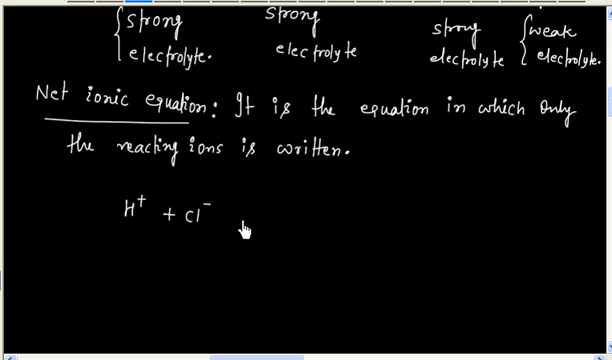 strong strong strong weak
electrolyte. electrolyte electrolyte electrolyte.
Net ionic equation: It is the equation in which only
the reacting ions is written.
H⁺ + Cl⁻